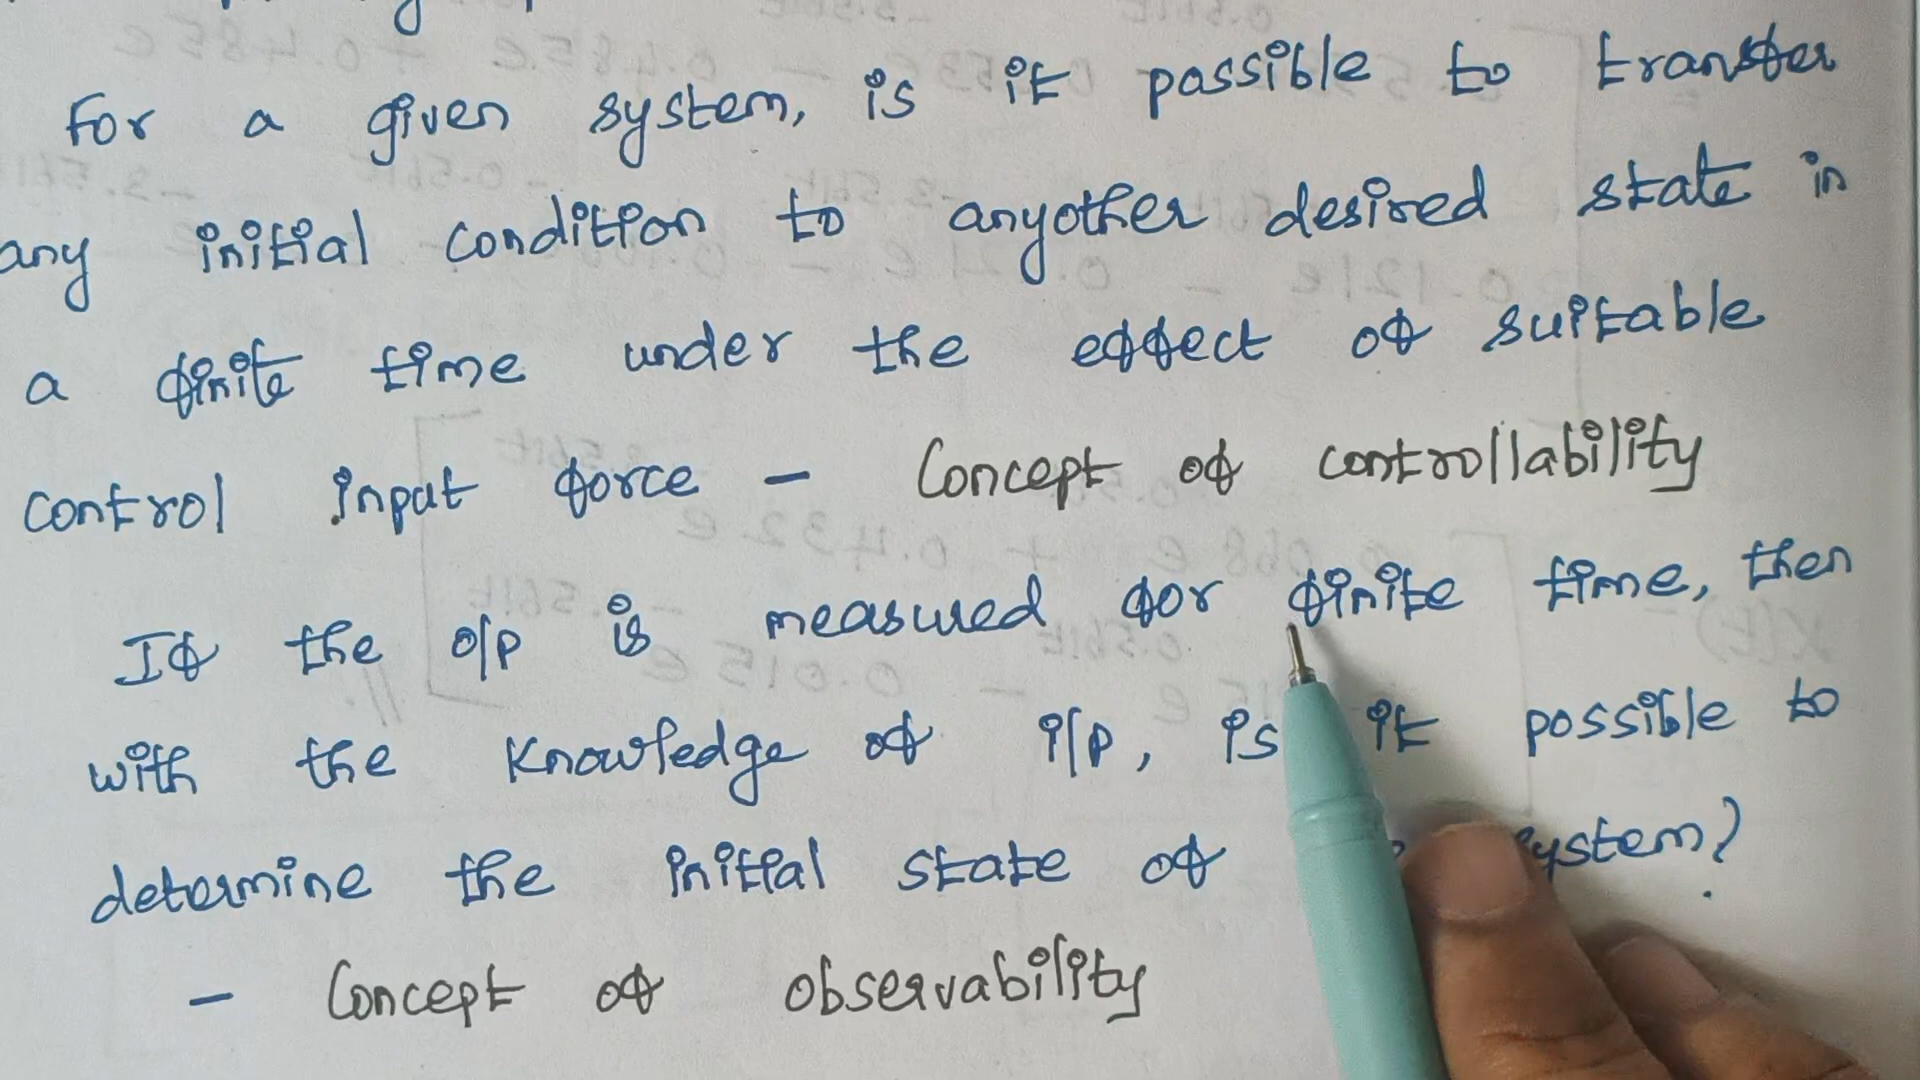 For a given system, is it possible to transfer
any initial condition to anyother desired state in
a finite time under the effect of suitable
control input force - Concept of controllability
If the o/p is measured for finite time, then
with the knowledge of i/p, is it possible to
determine the initial state of system?
- Concept of observability